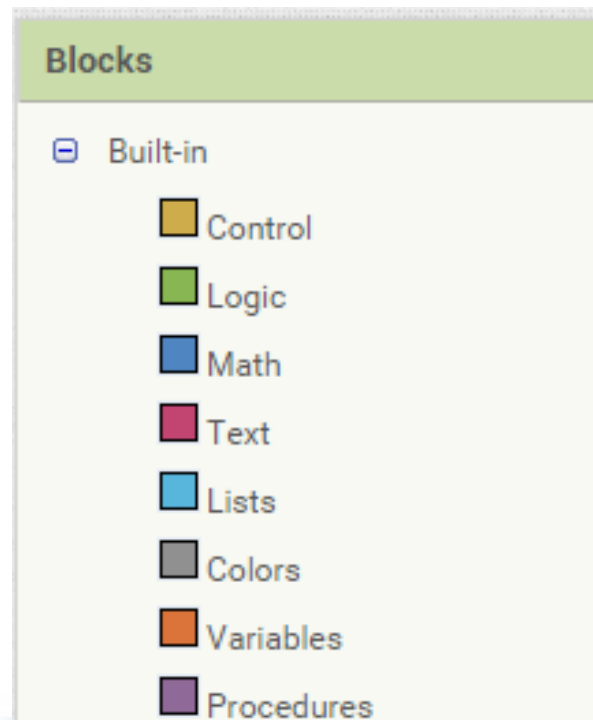 Blocks
Built-in
Control
Logic
Math
Text
Lists
Colors
Variables
Procedures